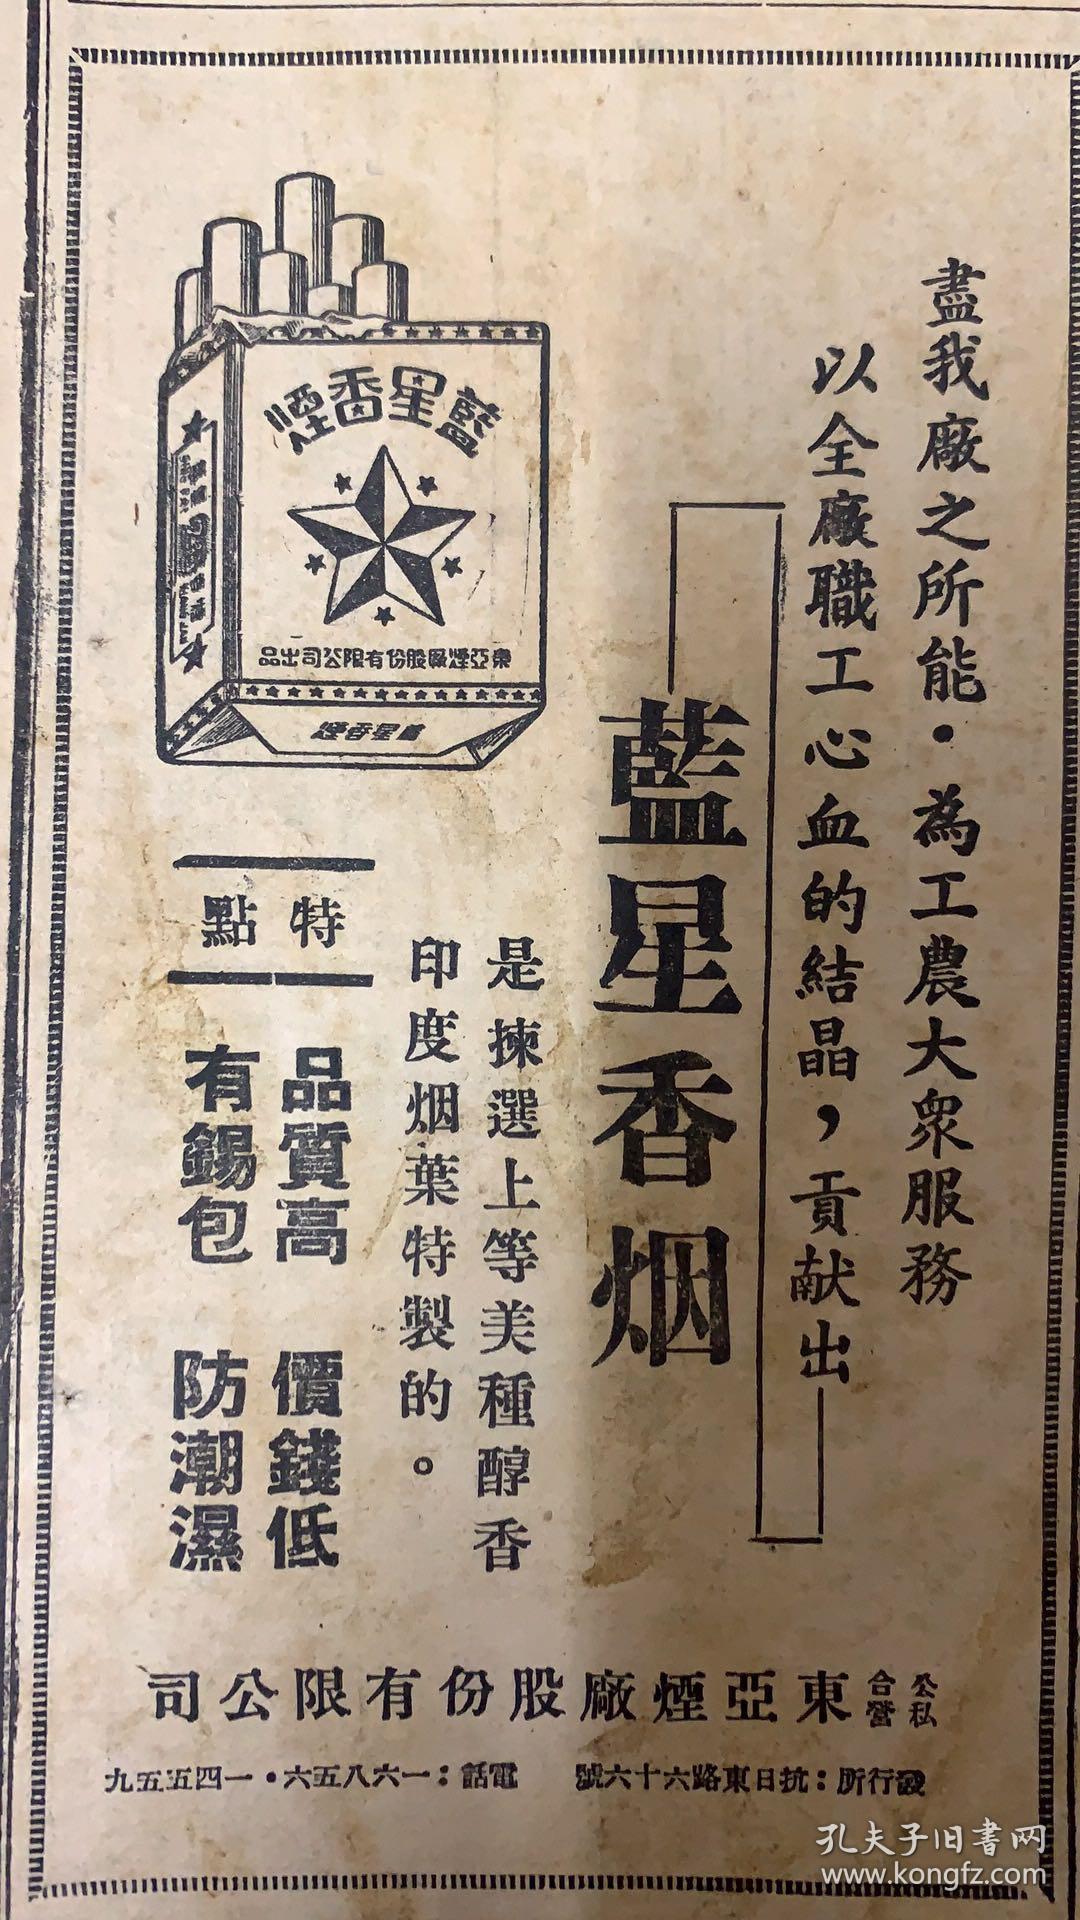 盡我廠之所能·為工農大眾服務
以全廠職工心血的結晶,貢献出
藍星香烟
是揀選上等美種醇香
印度烟葉特製的。
特點
品質高 價錢低
有錫包 防潮濕
藍星香煙
東亞煙厰股份有限公司出品
藍星香煙
公私合營東亞煙廠股份有限公司
發行所:抗日東路六十六號 電話:一六八五六·一四五五九
孔夫子旧書网
www.kongfz.com